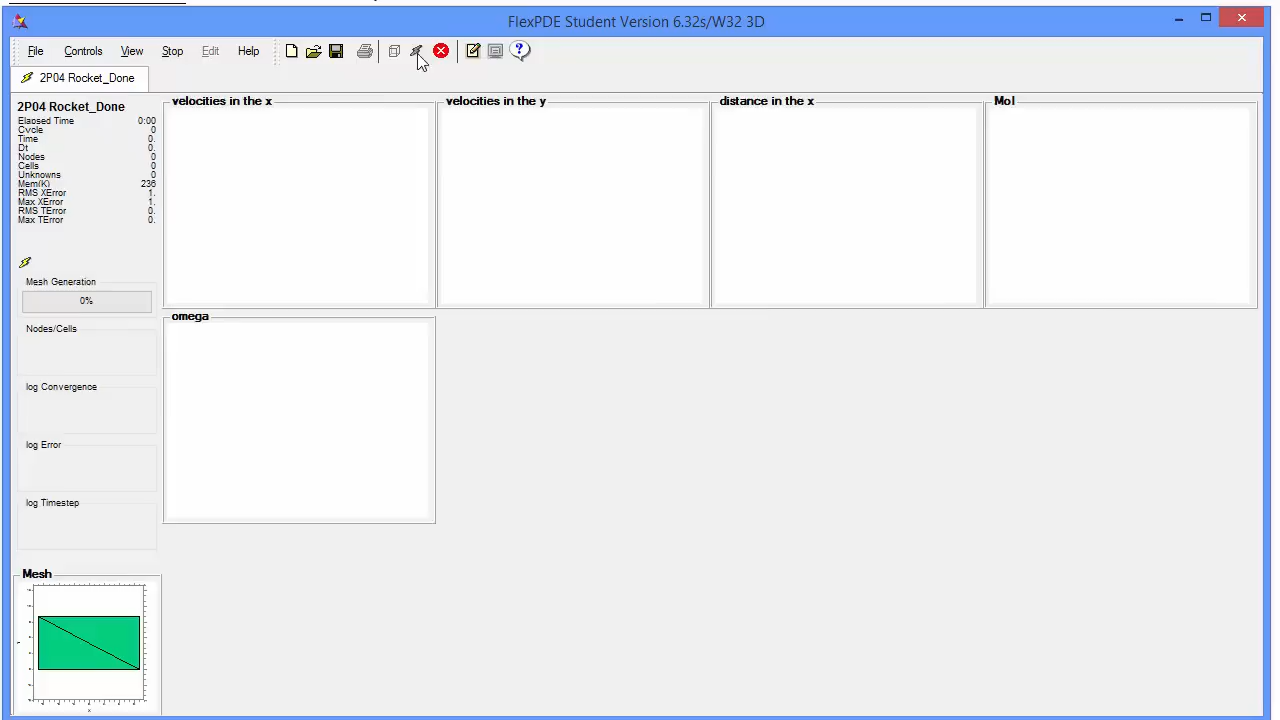 FlexPDE Student Version 6.32s/W32 3D
File Controls View Stop Edit Help
2P04 Rocket_Done
2P04 Rocket_Done
Elapsed Time 0:00
Cycle 0
Time 0.
Dt 0.
Nodes 0
Cells 0
Unknowns 0
Mem(K) 236
RMS XError 1.
Max XError 1.
RMS TError 0.
Max TError 0.
Mesh Generation
0%
Nodes/Cells
log Convergence
log Error
log Timestep
Mesh
velocities in the x
velocities in the y
distance in the x
MoI
omega